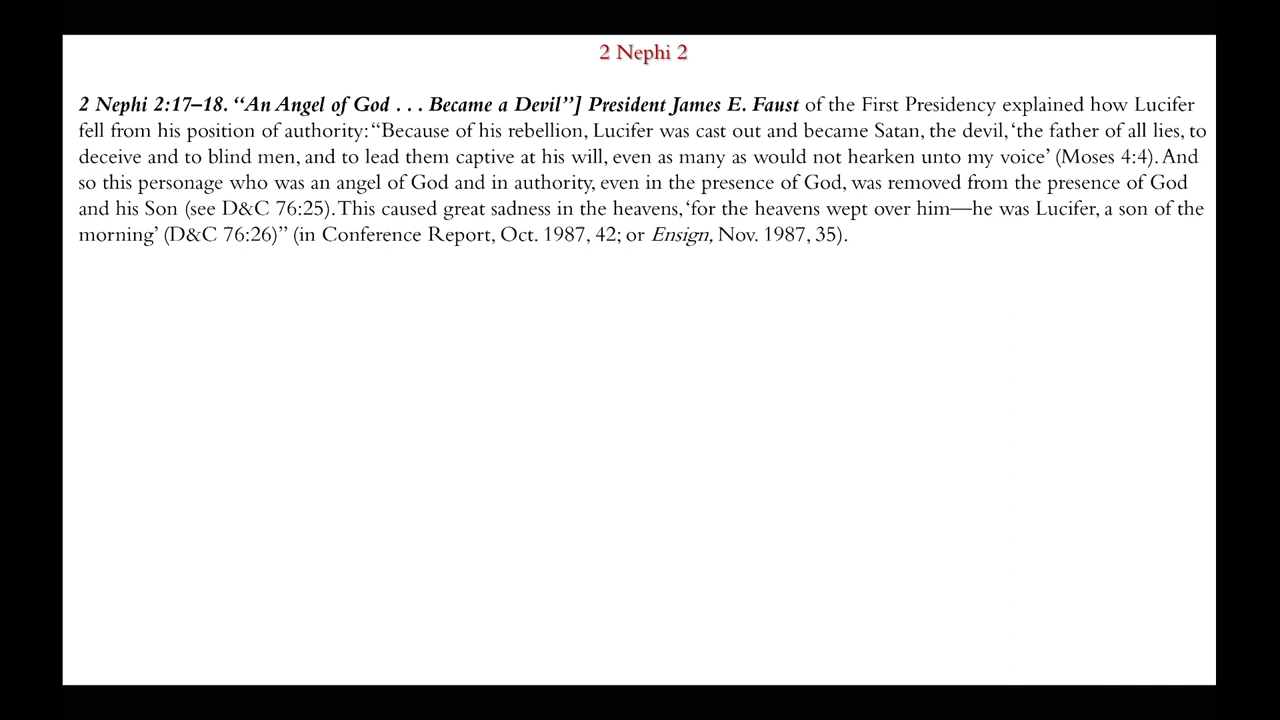 2 Nephi 2
2 Nephi 2:17–18. “An Angel of God . . . Became a Devil”] President James E. Faust of the First Presidency explained how Lucifer
fell from his position of authority: “Because of his rebellion, Lucifer was cast out and became Satan, the devil, ‘the father of all lies, to
deceive and to blind men, and to lead them captive at his will, even as many as would not hearken unto my voice’ (Moses 4:4). And
so this personage who was an angel of God and in authority, even in the presence of God, was removed from the presence of God
and his Son (see D&C 76:25). This caused great sadness in the heavens, ‘for the heavens wept over him—he was Lucifer, a son of the
morning’ (D&C 76:26)” (in Conference Report, Oct. 1987, 42; or Ensign, Nov. 1987, 35).